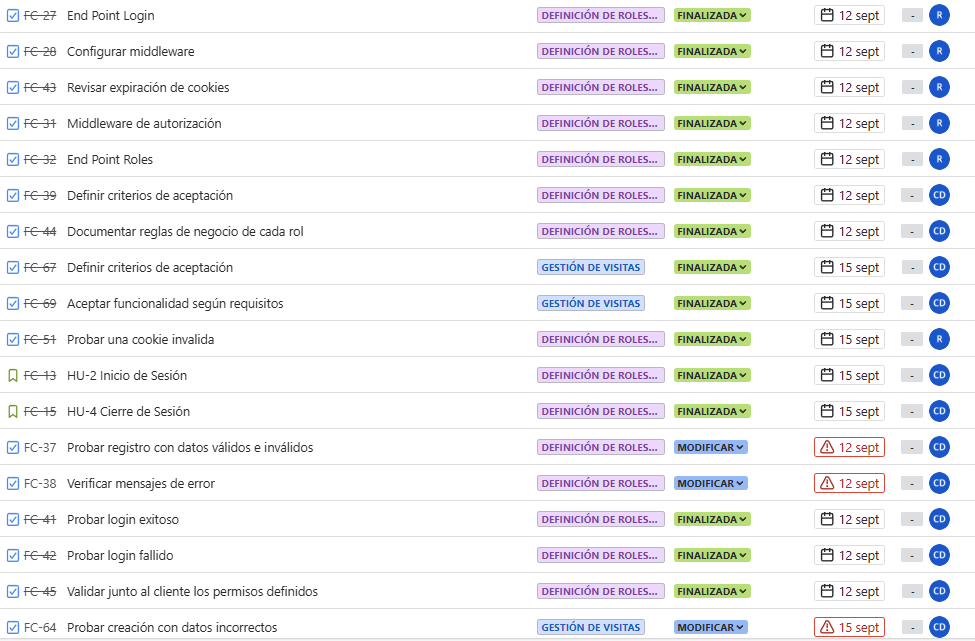 FC-27 End Point Login DEFINICIÓN DE ROLES... FINALIZADA 12 sept - R
FC-28 Configurar middleware DEFINICIÓN DE ROLES... FINALIZADA 12 sept - R
FC-43 Revisar expiración de cookies DEFINICIÓN DE ROLES... FINALIZADA 12 sept - R
FC-31 Middleware de autorización DEFINICIÓN DE ROLES... FINALIZADA 12 sept - R
FC-32 End Point Roles DEFINICIÓN DE ROLES... FINALIZADA 12 sept - R
FC-39 Definir criterios de aceptación DEFINICIÓN DE ROLES... FINALIZADA 12 sept - CD
FC-44 Documentar reglas de negocio de cada rol DEFINICIÓN DE ROLES... FINALIZADA 12 sept - CD
FC-67 Definir criterios de aceptación GESTIÓN DE VISITAS FINALIZADA 15 sept - CD
FC-69 Aceptar funcionalidad según requisitos GESTIÓN DE VISITAS FINALIZADA 15 sept - CD
FC-51 Probar una cookie invalida DEFINICIÓN DE ROLES... FINALIZADA 15 sept - R
FC-13 HU-2 Inicio de Sesión DEFINICIÓN DE ROLES... FINALIZADA 15 sept - CD
FC-15 HU-4 Cierre de Sesión DEFINICIÓN DE ROLES... FINALIZADA 15 sept - CD
FC-37 Probar registro con datos válidos e inválidos DEFINICIÓN DE ROLES... MODIFICAR 12 sept - CD
FC-38 Verificar mensajes de error DEFINICIÓN DE ROLES... MODIFICAR 12 sept - CD
FC-41 Probar login exitoso DEFINICIÓN DE ROLES... FINALIZADA 12 sept - CD
FC-42 Probar login fallido DEFINICIÓN DE ROLES... FINALIZADA 12 sept - CD
FC-45 Validar junto al cliente los permisos definidos DEFINICIÓN DE ROLES... FINALIZADA 12 sept - CD
FC-64 Probar creación con datos incorrectos GESTIÓN DE VISITAS MODIFICAR 15 sept - CD